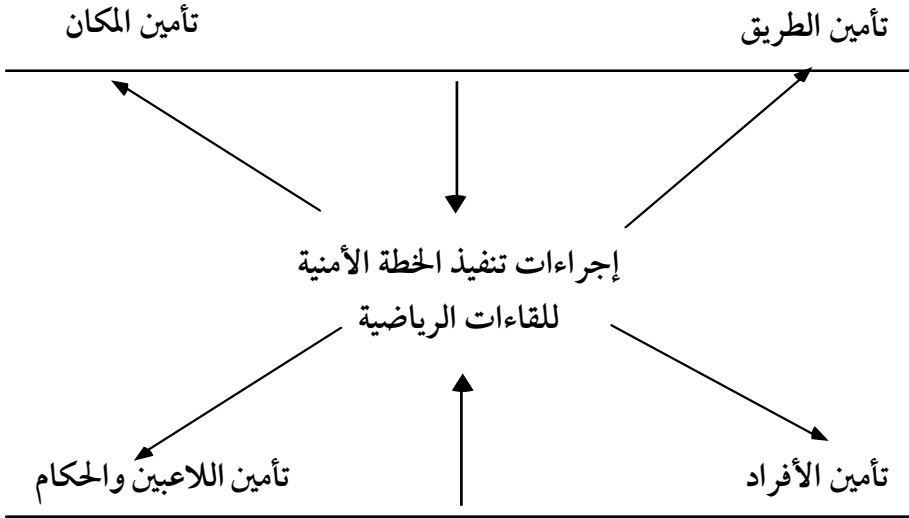 تأمين الطريق
تأمين المكان
إجراءات تنفيذ الخطة الأمنية
للقاءات الرياضية
تأمين الأفراد
تأمين اللاعبين والحكام